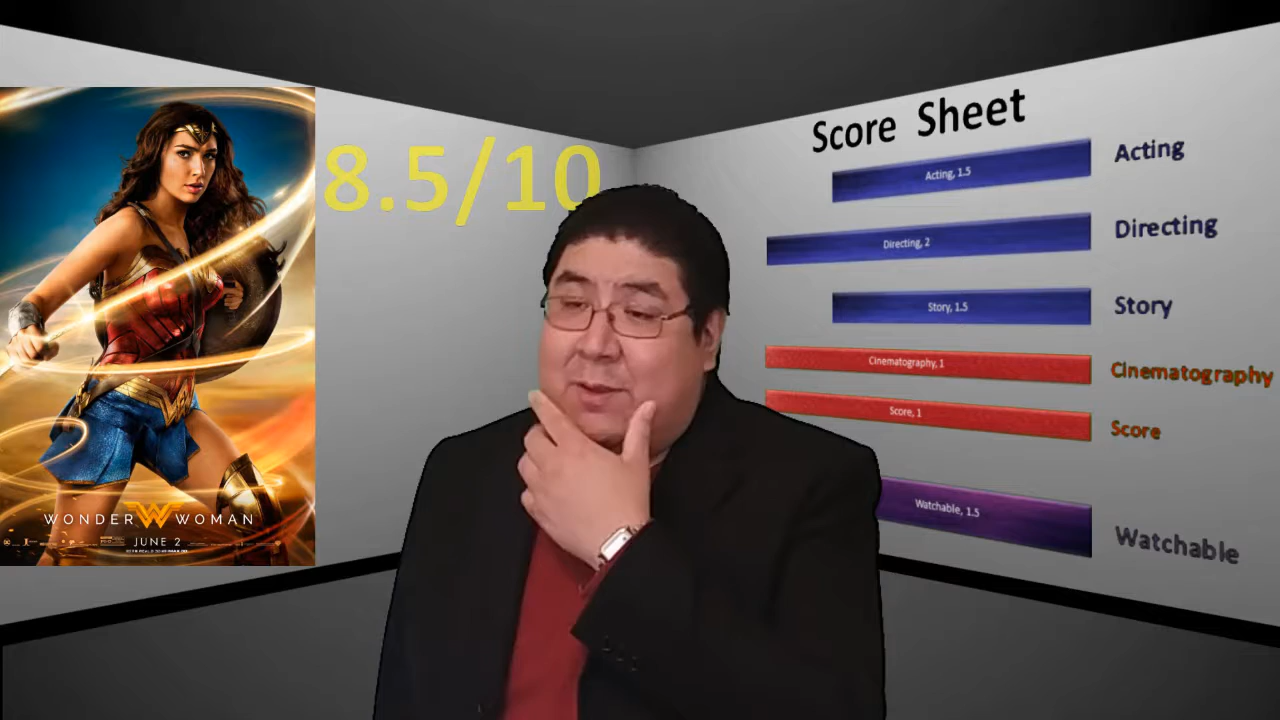 8.5/10
Score Sheet
Acting, 1.5
Acting
Directing, 2
Directing
Story, 1.5
Story
Cinematography, 1
Cinematography
Score, 1
Score
Watchable, 1.5
Watchable
WONDER WOMAN
JUNE 2